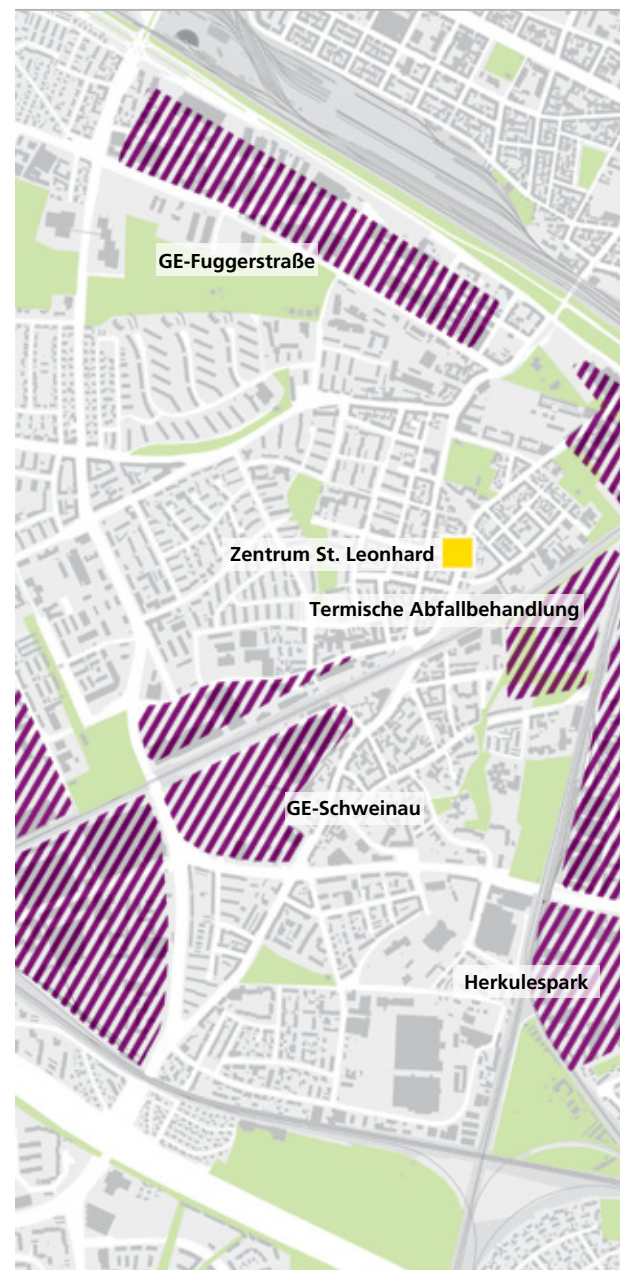 GE-Fuggerstraße
Zentrum St. Leonhard
Termische Abfallbehandlung
GE-Schweinau
Herkulespark